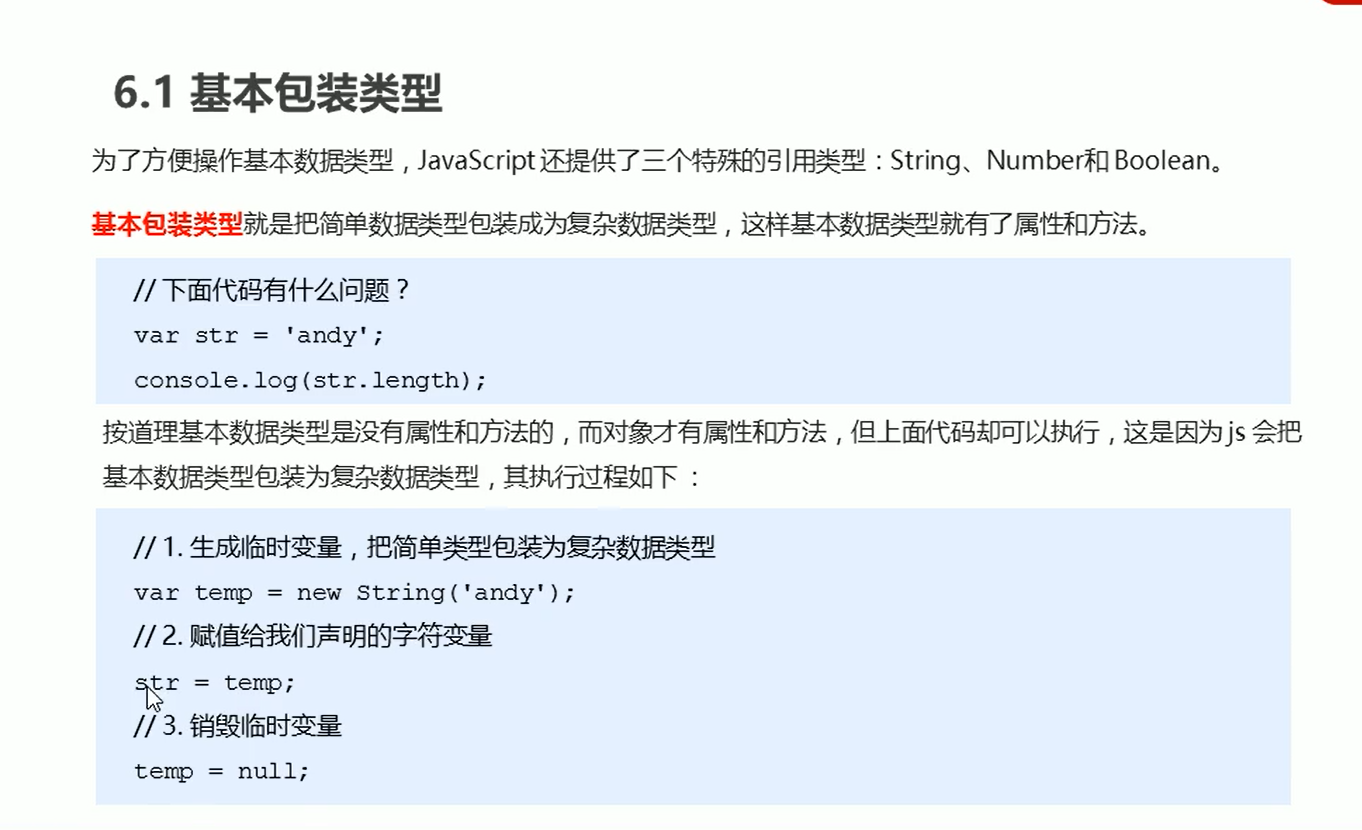 6.1 基本包装类型
为了方便操作基本数据类型，JavaScript 还提供了三个特殊的引用类型：String、Number和 Boolean。
基本包装类型就是把简单数据类型包装成为复杂数据类型，这样基本数据类型就有了属性和方法。
// 下面代码有什么问题？
var str = 'andy';
console.log(str.length);
按道理基本数据类型是没有属性和方法的，而对象才有属性和方法，但上面代码却可以执行，这是因为 js 会把
基本数据类型包装为复杂数据类型，其执行过程如下 ：
// 1. 生成临时变量，把简单类型包装为复杂数据类型
var temp = new String('andy');
// 2. 赋值给我们声明的字符变量
str = temp;
// 3. 销毁临时变量
temp = null;